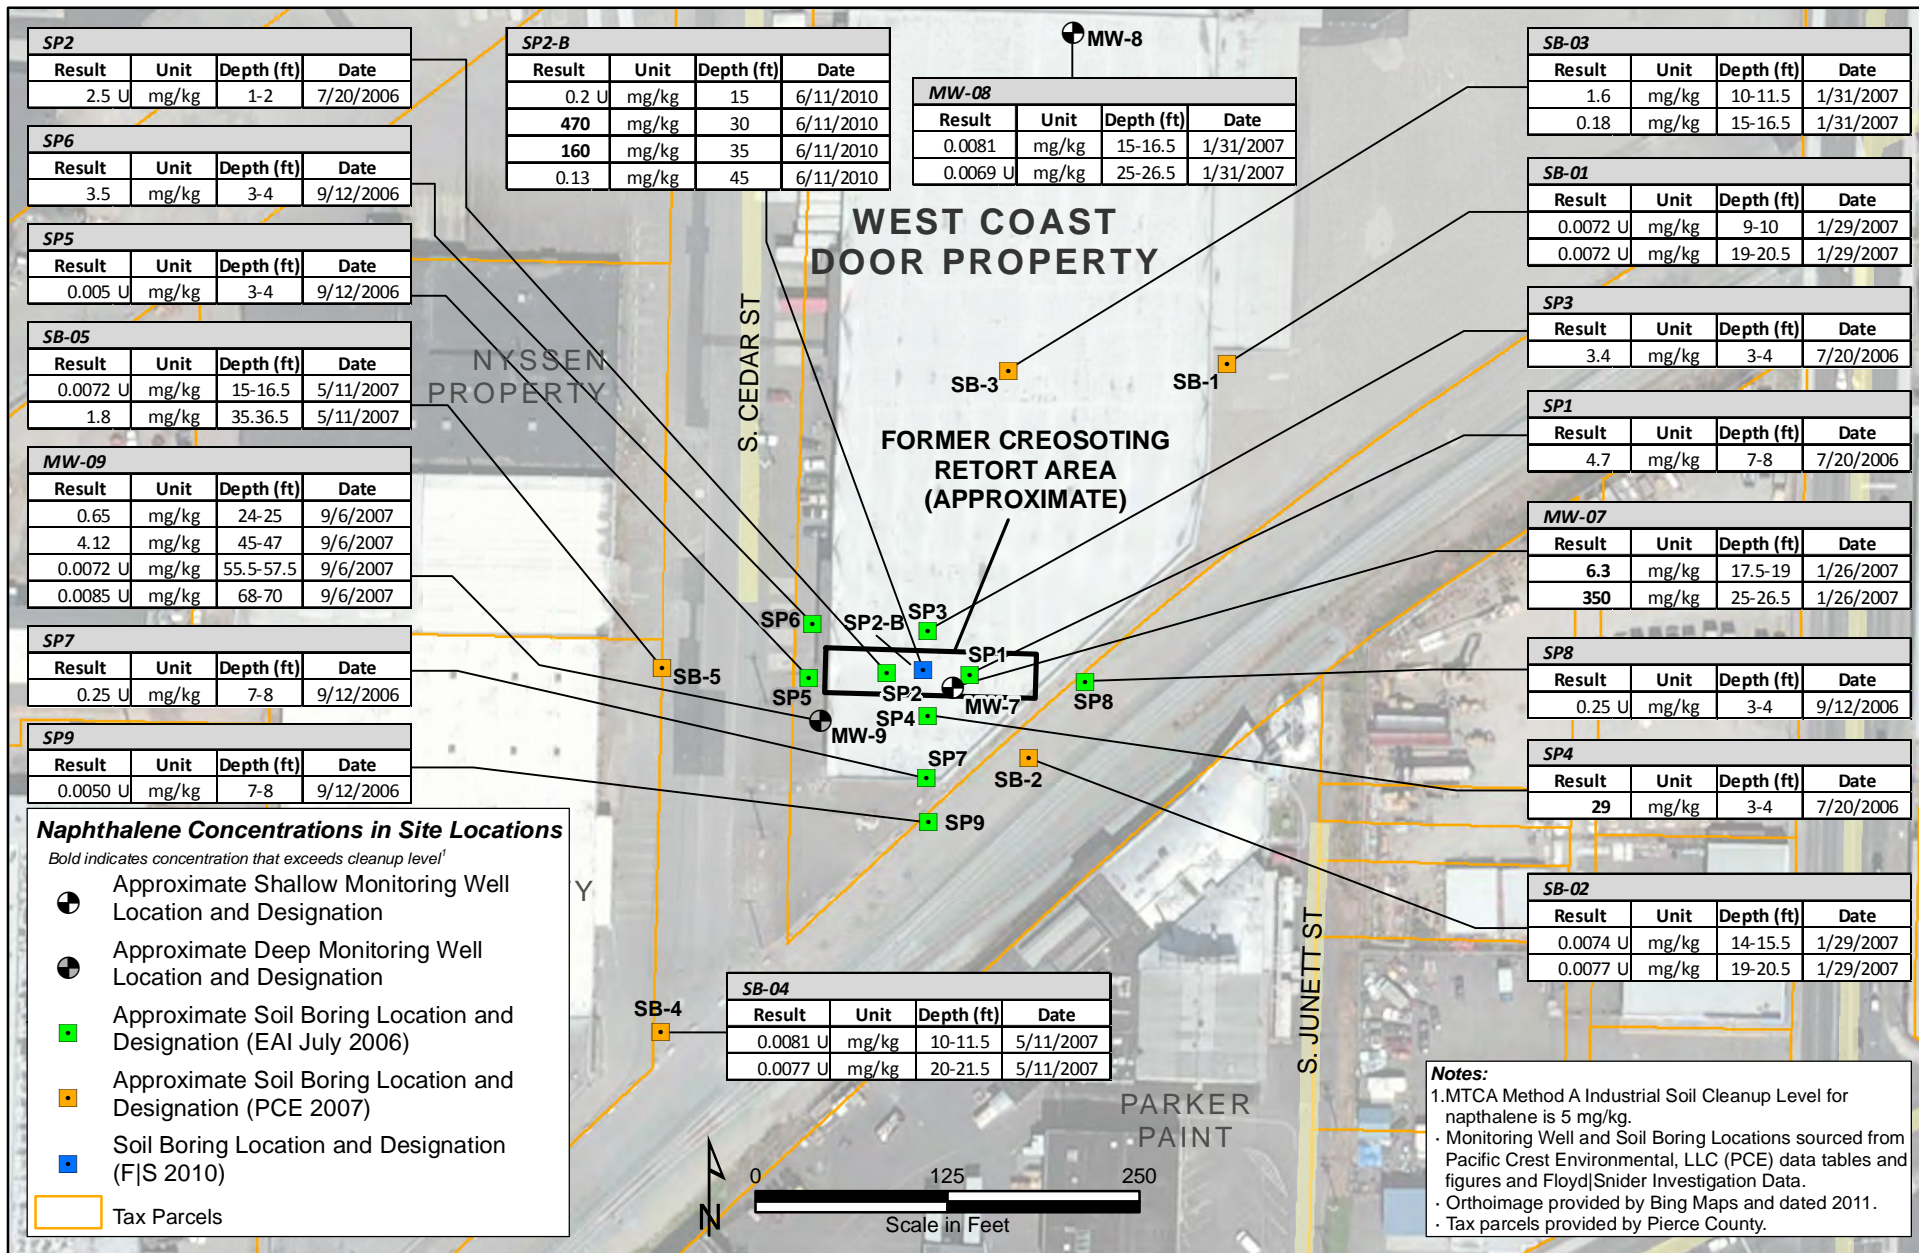 SP2
Result Unit Depth (ft) Date
2.5 U mg/kg 1-2 7/20/2006
SP6
Result Unit Depth (ft) Date
3.5 mg/kg 3-4 9/12/2006
SP5
Result Unit Depth (ft) Date
0.005 U mg/kg 3-4 9/12/2006
SB-05
Result Unit Depth (ft) Date
0.0072 U mg/kg 15-16.5 5/11/2007
1.8 mg/kg 35.36.5 5/11/2007
MW-09
Result Unit Depth (ft) Date
0.65 mg/kg 24-25 9/6/2007
4.12 mg/kg 45-47 9/6/2007
0.0072 U mg/kg 55.5-57.5 9/6/2007
0.0085 U mg/kg 68-70 9/6/2007
SP7
Result Unit Depth (ft) Date
0.25 U mg/kg 7-8 9/12/2006
SP9
Result Unit Depth (ft) Date
0.0050 U mg/kg 7-8 9/12/2006
SP2-B
Result Unit Depth (ft) Date
0.2 U mg/kg 15 6/11/2010
470 mg/kg 30 6/11/2010
160 mg/kg 35 6/11/2010
0.13 mg/kg 45 6/11/2010
MW-8
MW-08
Result Unit Depth (ft) Date
0.0081 mg/kg 15-16.5 1/31/2007
0.0069 U mg/kg 25-26.5 1/31/2007
WEST COAST
DOOR PROPERTY
NYSSEN
PROPERTY
S. CEDAR ST
SB-3
SB-1
FORMER CREOSOTING
RETORT AREA
(APPROXIMATE)
SP6
SP2-B
SP3
SP1
SB-5
SP5
SP2
MW-7
SP8
SP4
MW-9
SP7
SB-2
SP9
Y
SB-4
SB-04
Result Unit Depth (ft) Date
0.0081 U mg/kg 10-11.5 5/11/2007
0.0077 U mg/kg 20-21.5 5/11/2007
S. JUNETT ST
PARKER
PAINT
SB-03
Result Unit Depth (ft) Date
1.6 mg/kg 10-11.5 1/31/2007
0.18 mg/kg 15-16.5 1/31/2007
SB-01
Result Unit Depth (ft) Date
0.0072 U mg/kg 9-10 1/29/2007
0.0072 U mg/kg 19-20.5 1/29/2007
SP3
Result Unit Depth (ft) Date
3.4 mg/kg 3-4 7/20/2006
SP1
Result Unit Depth (ft) Date
4.7 mg/kg 7-8 7/20/2006
MW-07
Result Unit Depth (ft) Date
6.3 mg/kg 17.5-19 1/26/2007
350 mg/kg 25-26.5 1/26/2007
SP8
Result Unit Depth (ft) Date
0.25 U mg/kg 3-4 9/12/2006
SP4
Result Unit Depth (ft) Date
29 mg/kg 3-4 7/20/2006
SB-02
Result Unit Depth (ft) Date
0.0074 U mg/kg 14-15.5 1/29/2007
0.0077 U mg/kg 19-20.5 1/29/2007
Naphthalene Concentrations in Site Locations
Bold indicates concentration that exceeds cleanup level1
Approximate Shallow Monitoring Well
Location and Designation
Approximate Deep Monitoring Well
Location and Designation
Approximate Soil Boring Location and
Designation (EAI July 2006)
Approximate Soil Boring Location and
Designation (PCE 2007)
Soil Boring Location and Designation
(F|S 2010)
Tax Parcels
N
0 125 250
Scale in Feet
Notes:
1.MTCA Method A Industrial Soil Cleanup Level for
napthalene is 5 mg/kg.
· Monitoring Well and Soil Boring Locations sourced from
Pacific Crest Environmental, LLC (PCE) data tables and
figures and Floyd|Snider Investigation Data.
· Orthoimage provided by Bing Maps and dated 2011.
· Tax parcels provided by Pierce County.